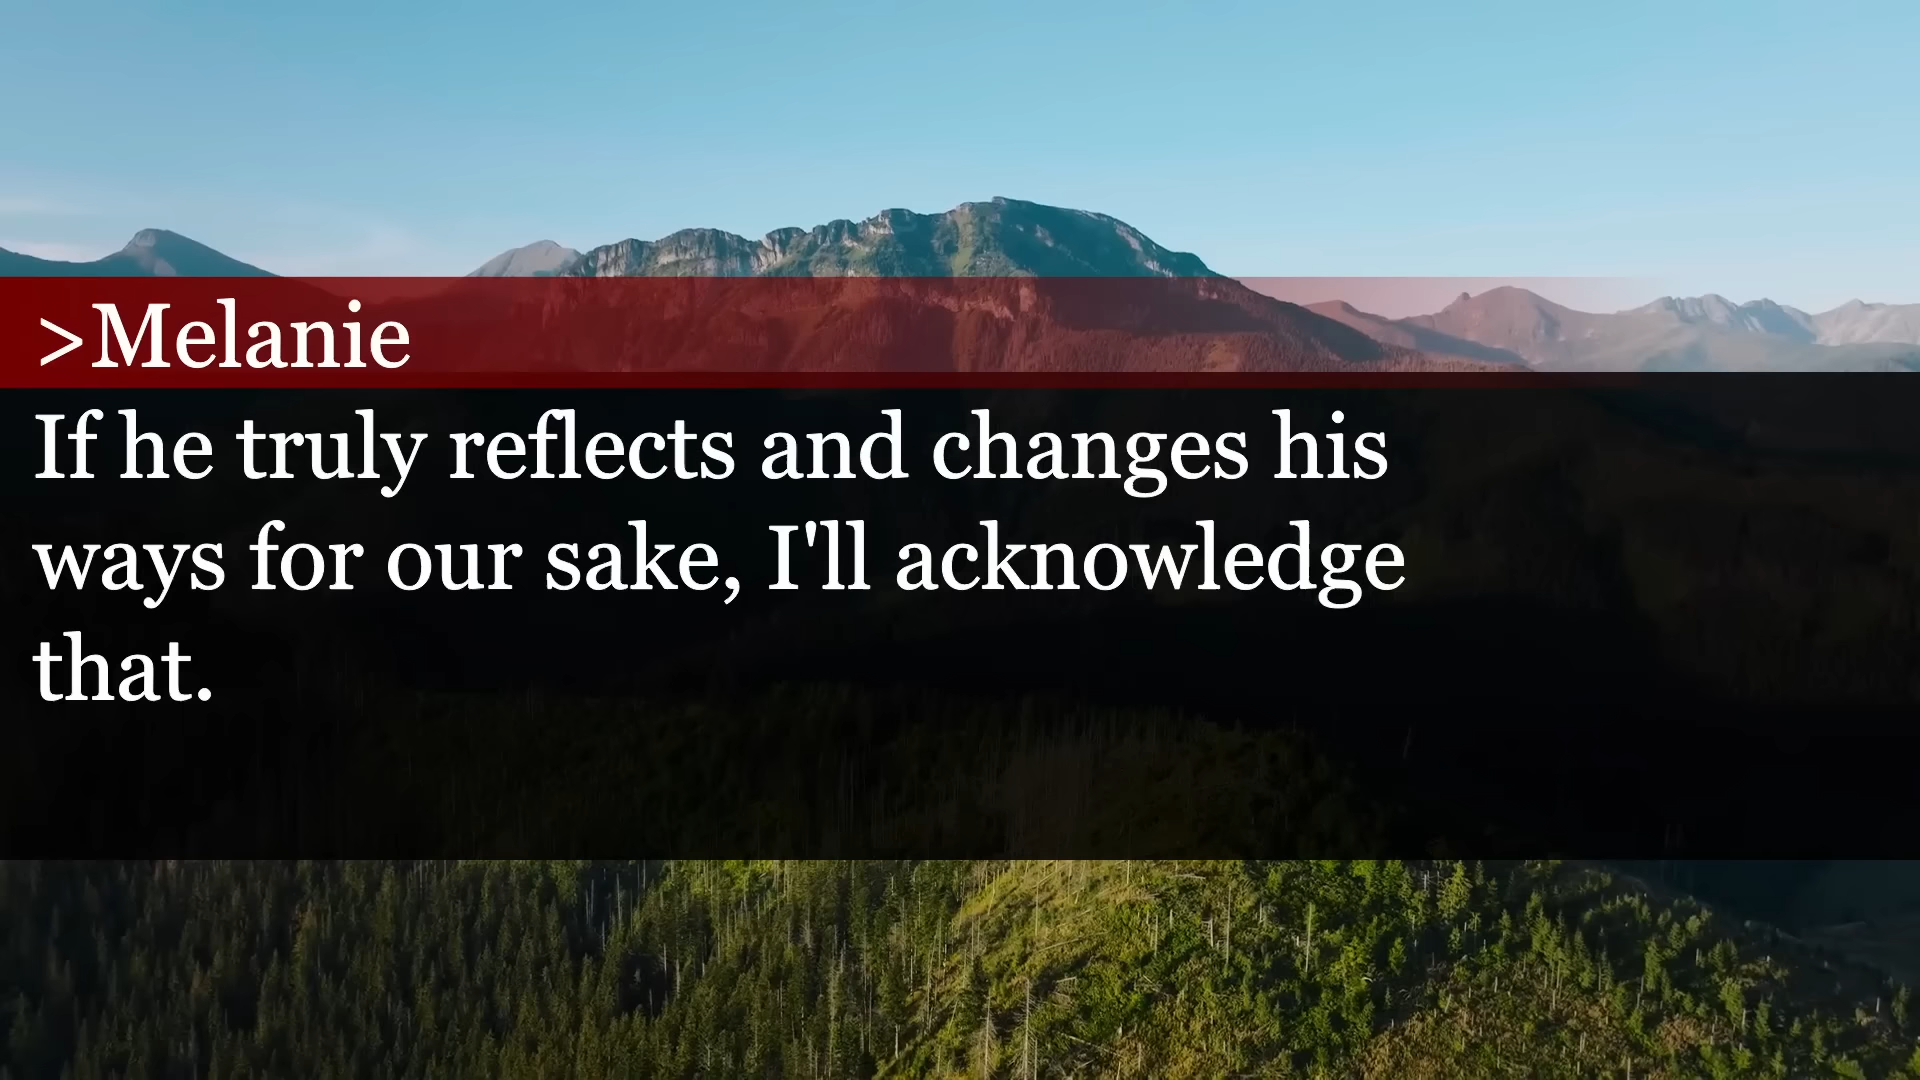 >Melanie
If he truly reflects and changes his
ways for our sake, I'll acknowledge
that.